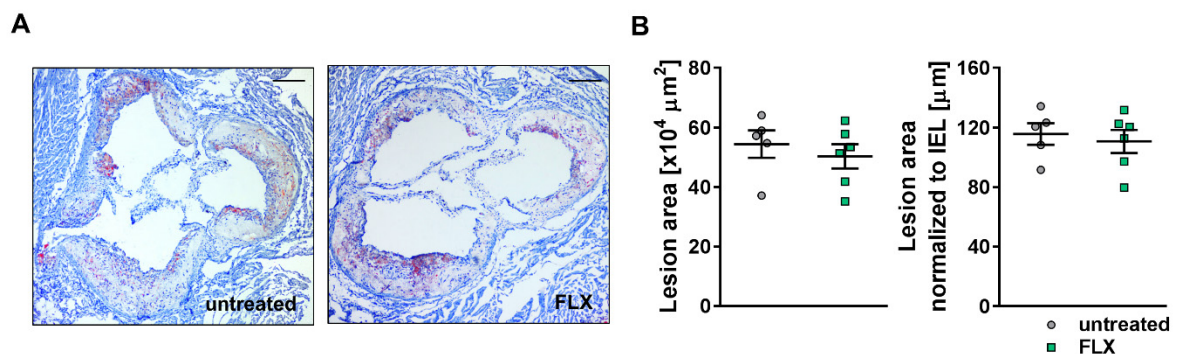 A
untreated
FLX
B
Lesion area [x10⁴ µm²]
80
60
40
20
0
Lesion area
normalized to IEL [µm]
160
120
80
40
0
untreated
FLX